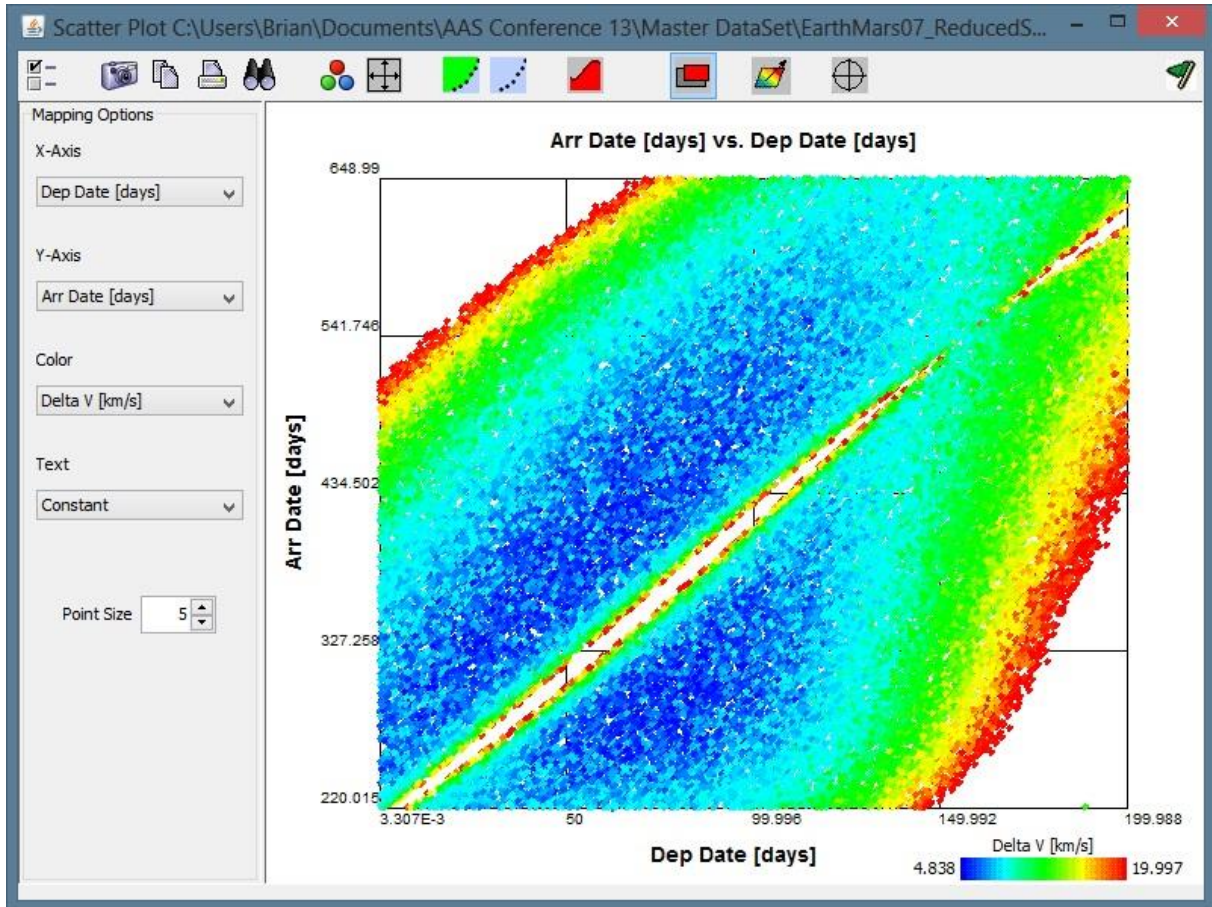 Scatter Plot C:\Users\Brian\Documents\AAS Conference 13\Master DataSet\EarthMars07_ReducedS...
Mapping Options
X-Axis
Dep Date [days]
Y-Axis
Arr Date [days]
Color
Delta V [km/s]
Text
Constant
Point Size 5
Arr Date [days] vs. Dep Date [days]
648.99
541.746
434.502
327.258
220.015
Arr Date [days]
3.307E-3 50 99.996 149.992 199.988
Dep Date [days]
Delta V [km/s]
4.838 19.997